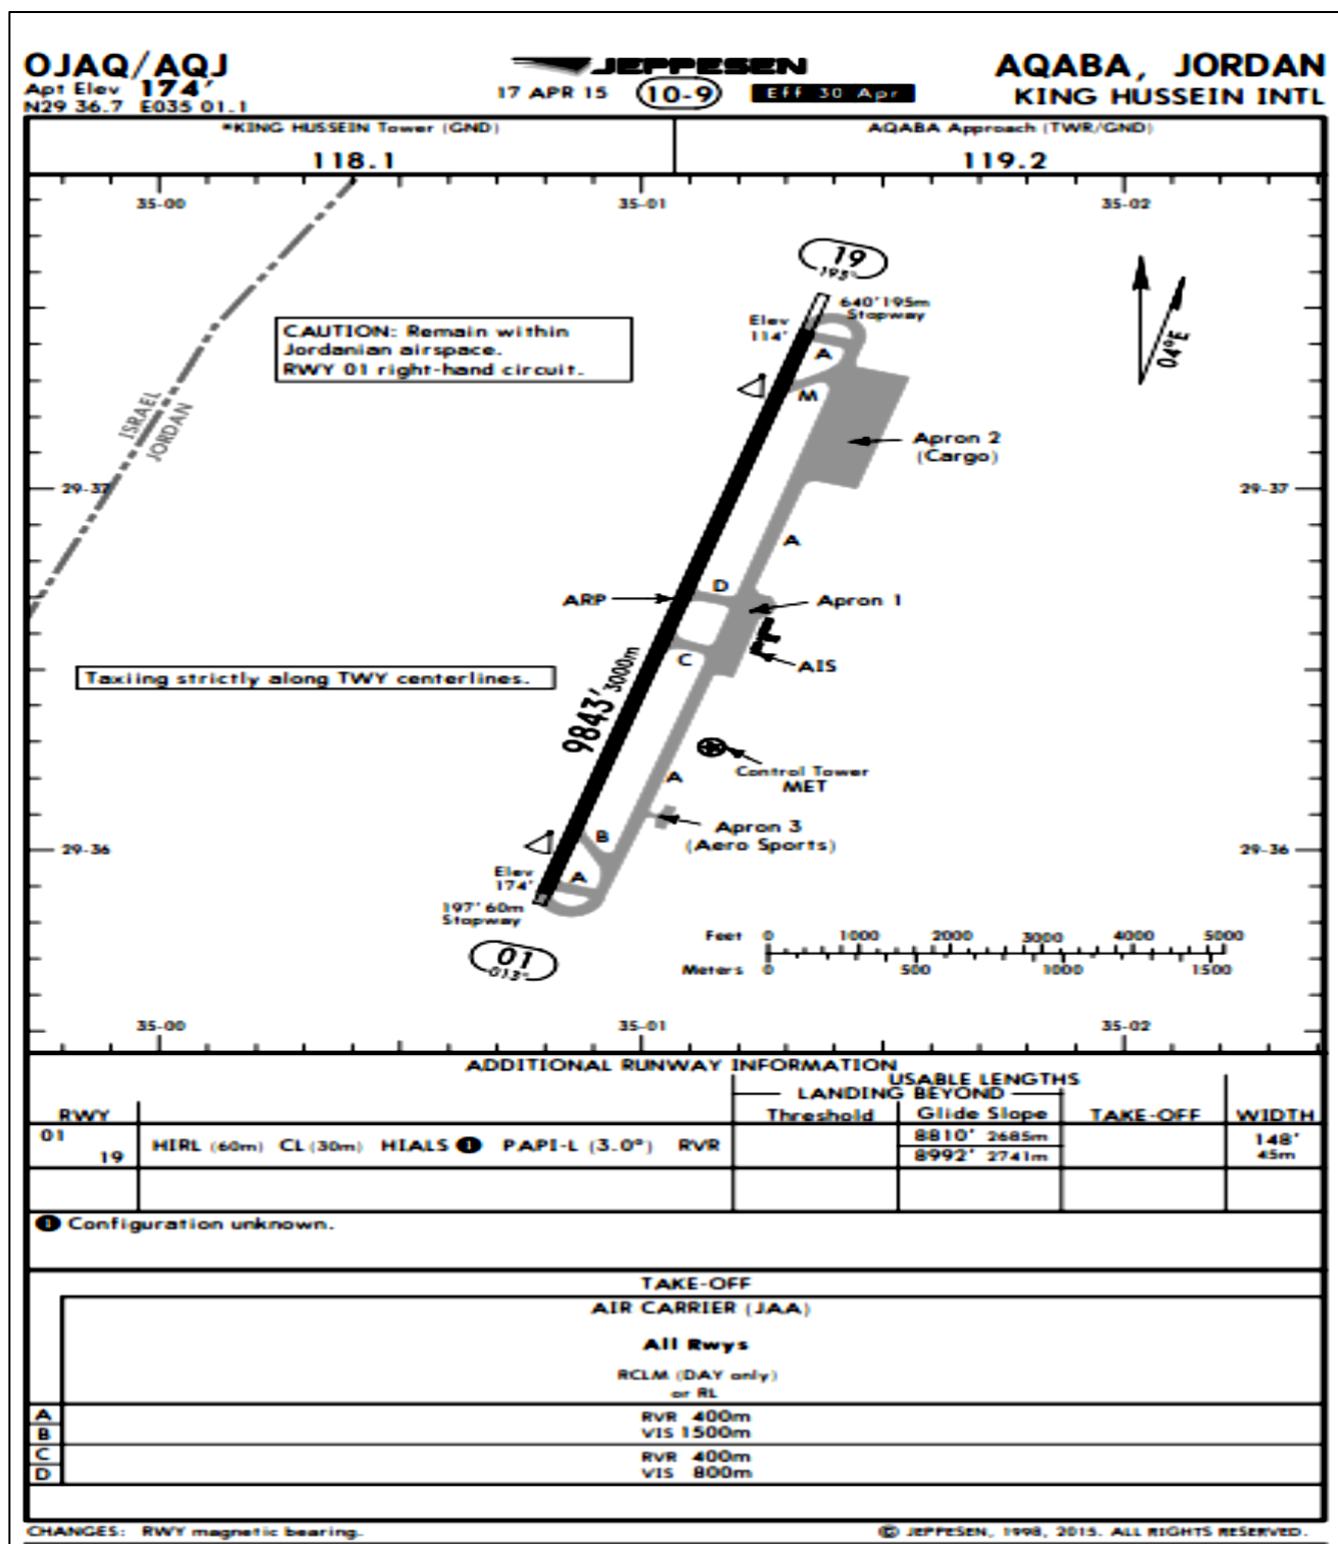 OJAQ/AQJ
Apt Elev 174'
N29 36.7 E035 01.1
JEPPESEN
17 APR 15 10-9 Eff 30 Apr
AQABA, JORDAN
KING HUSSEIN INTL
*KING HUSSEIN Tower (GND)
118.1
AQABA Approach (TWR/GND)
119.2
35-00 35-01 35-02
19
193°
640' 195m
Stopway
Elev
114'
CAUTION: Remain within
Jordanian airspace.
RWY 01 right-hand circuit.
04°E
A
M
ISRAEL
JORDAN
Apron 2
(Cargo)
29-37 29-37
A
D
ARP
Apron 1
C
AIS
Taxiing strictly along TWY centerlines.
9843' 3000m
A
Control Tower
MET
Apron 3
(Aero Sports)
B
29-36 29-36
Elev
174'
A
197' 60m
Stopway
01
013°
Feet 0 1000 2000 3000 4000 5000
Meters 0 500 1000 1500
35-00 35-01 35-02
ADDITIONAL RUNWAY INFORMATION
USABLE LENGTHS
LANDING BEYOND
RWY Threshold Glide Slope TAKE-OFF WIDTH
01 8810' 2685m 148'
19 HIRL (60m) CL (30m) HIALS 1 PAPI-L (3.0°) RVR 8992' 2741m 45m
1 Configuration unknown.
TAKE-OFF
AIR CARRIER (JAA)
All Rwys
RCLM (DAY only)
or RL
A RVR 400m
B VIS 1500m
C RVR 400m
D VIS 800m
CHANGES: RWY magnetic bearing. © JEPPESEN, 1998, 2015. ALL RIGHTS RESERVED.